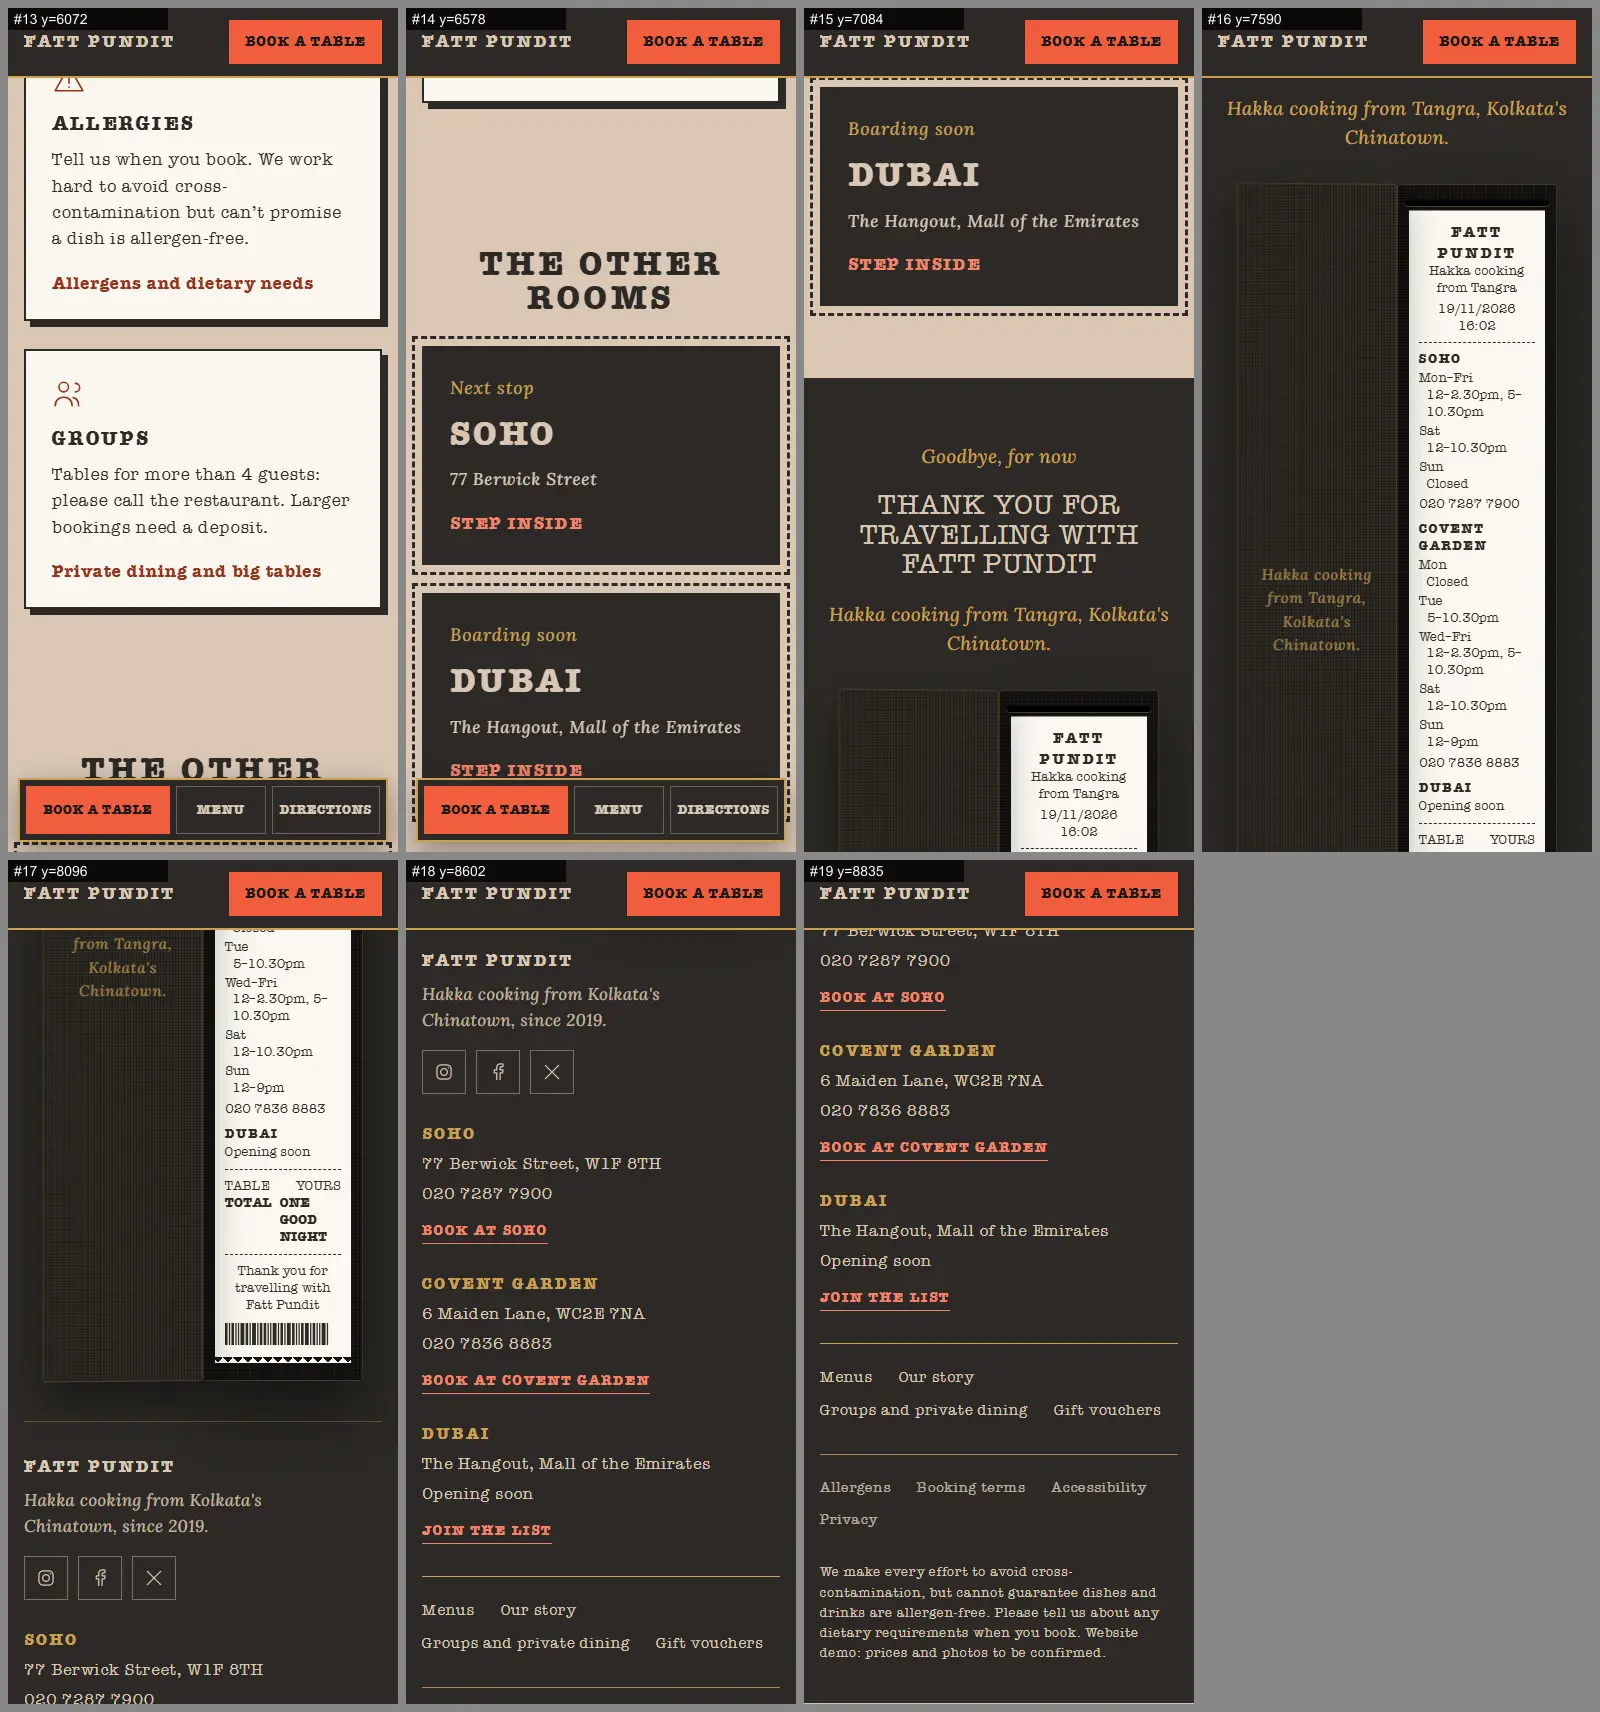 #13 y=6072
FATT PUNDIT
BOOK A TABLE
ALLERGIES
Tell us when you book. We work
hard to avoid cross-
contamination but can’t promise
a dish is allergen-free.
Allergens and dietary needs
GROUPS
Tables for more than 4 guests:
please call the restaurant. Larger
bookings need a deposit.
Private dining and big tables
THE OTHER
BOOK A TABLE
MENU
DIRECTIONS
#14 y=6578
FATT PUNDIT
BOOK A TABLE
THE OTHER
ROOMS
Next stop
SOHO
77 Berwick Street
STEP INSIDE
Boarding soon
DUBAI
The Hangout, Mall of the Emirates
STEP INSIDE
BOOK A TABLE
MENU
DIRECTIONS
#15 y=7084
FATT PUNDIT
BOOK A TABLE
Boarding soon
DUBAI
The Hangout, Mall of the Emirates
STEP INSIDE
Goodbye, for now
THANK YOU FOR
TRAVELLING WITH
FATT PUNDIT
Hakka cooking from Tangra, Kolkata's
Chinatown.
FATT
PUNDIT
Hakka cooking
from Tangra
19/11/2026
16:02
#16 y=7590
FATT PUNDIT
BOOK A TABLE
Hakka cooking from Tangra, Kolkata's
Chinatown.
Hakka cooking
from Tangra,
Kolkata's
Chinatown.
FATT
PUNDIT
Hakka cooking
from Tangra
19/11/2026
16:02
SOHO
Mon-Fri
12-2.30pm, 5-
10.30pm
Sat
12-10.30pm
Sun
Closed
020 7287 7900
COVENT
GARDEN
Mon
Closed
Tue
5-10.30pm
Wed-Fri
12-2.30pm, 5-
10.30pm
Sat
12-10.30pm
Sun
12-9pm
020 7836 8883
DUBAI
Opening soon
TABLE YOURS
#17 y=8096
FATT PUNDIT
BOOK A TABLE
from Tangra,
Kolkata's
Chinatown.
Closed
Tue
5-10.30pm
Wed-Fri
12-2.30pm, 5-
10.30pm
Sat
12-10.30pm
Sun
12-9pm
020 7836 8883
DUBAI
Opening soon
TABLE YOURS
TOTAL ONE
GOOD
NIGHT
Thank you for
travelling with
Fatt Pundit
FATT PUNDIT
Hakka cooking from Kolkata's
Chinatown, since 2019.
SOHO
77 Berwick Street, W1F 8TH
020 7287 7900
#18 y=8602
FATT PUNDIT
BOOK A TABLE
FATT PUNDIT
Hakka cooking from Kolkata's
Chinatown, since 2019.
SOHO
77 Berwick Street, W1F 8TH
020 7287 7900
BOOK AT SOHO
COVENT GARDEN
6 Maiden Lane, WC2E 7NA
020 7836 8883
BOOK AT COVENT GARDEN
DUBAI
The Hangout, Mall of the Emirates
Opening soon
JOIN THE LIST
Menus Our story
Groups and private dining Gift vouchers
#19 y=8835
FATT PUNDIT
BOOK A TABLE
77 Berwick Street, W1F 8TH
020 7287 7900
BOOK AT SOHO
COVENT GARDEN
6 Maiden Lane, WC2E 7NA
020 7836 8883
BOOK AT COVENT GARDEN
DUBAI
The Hangout, Mall of the Emirates
Opening soon
JOIN THE LIST
Menus Our story
Groups and private dining Gift vouchers
Allergens Booking terms Accessibility
Privacy
We make every effort to avoid cross-
contamination, but cannot guarantee dishes and
drinks are allergen-free. Please tell us about any
dietary requirements when you book. Website
demo: prices and photos to be confirmed.